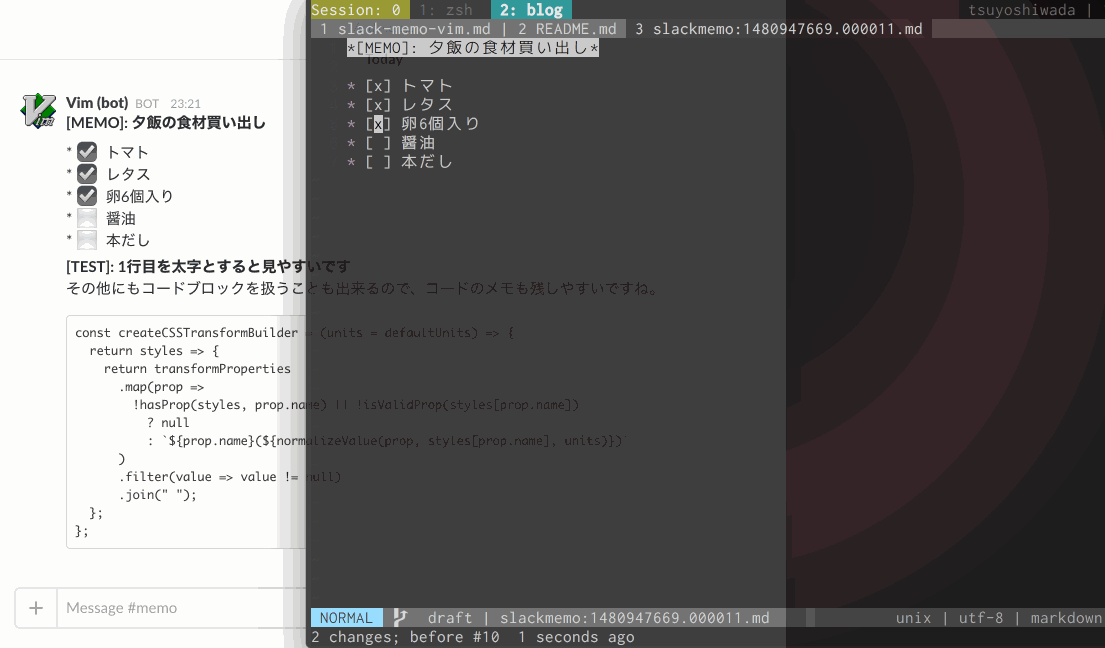 Session: 0 1: zsh 2: blog tsuyoshiwada |
1 slack-memo-vim.md | 2 README.md 3 slackmemo:1480947669.000011.md
*[MEMO]: 夕飯の食材買い出し*
Today
* [x] トマト
* [x] レタス
* [x] 卵6個入り
* [ ] 醤油
* [ ] 本だし
Vim (bot) BOT 23:21
[MEMO]: 夕飯の食材買い出し
* トマト
* レタス
* 卵6個入り
* 醤油
* 本だし
[TEST]: 1行目を太字とすると見やすいです
その他にもコードブロックを扱うことも出来るので、コードのメモも残しやすいですね。
const createCSSTransformBuilder = (units = defaultUnits) => {
return styles => {
return transformProperties
.map(prop =>
!hasProp(styles, prop.name) || !isValidProp(styles[prop.name])
? null
: `${prop.name}(${normalizeValue(prop, styles[prop.name], units)})`
)
.filter(value => value != null)
.join(" ");
};
};
+ Message #memo
NORMAL draft | slackmemo:1480947669.000011.md unix | utf-8 | markdown
2 changes; before #10 1 seconds ago